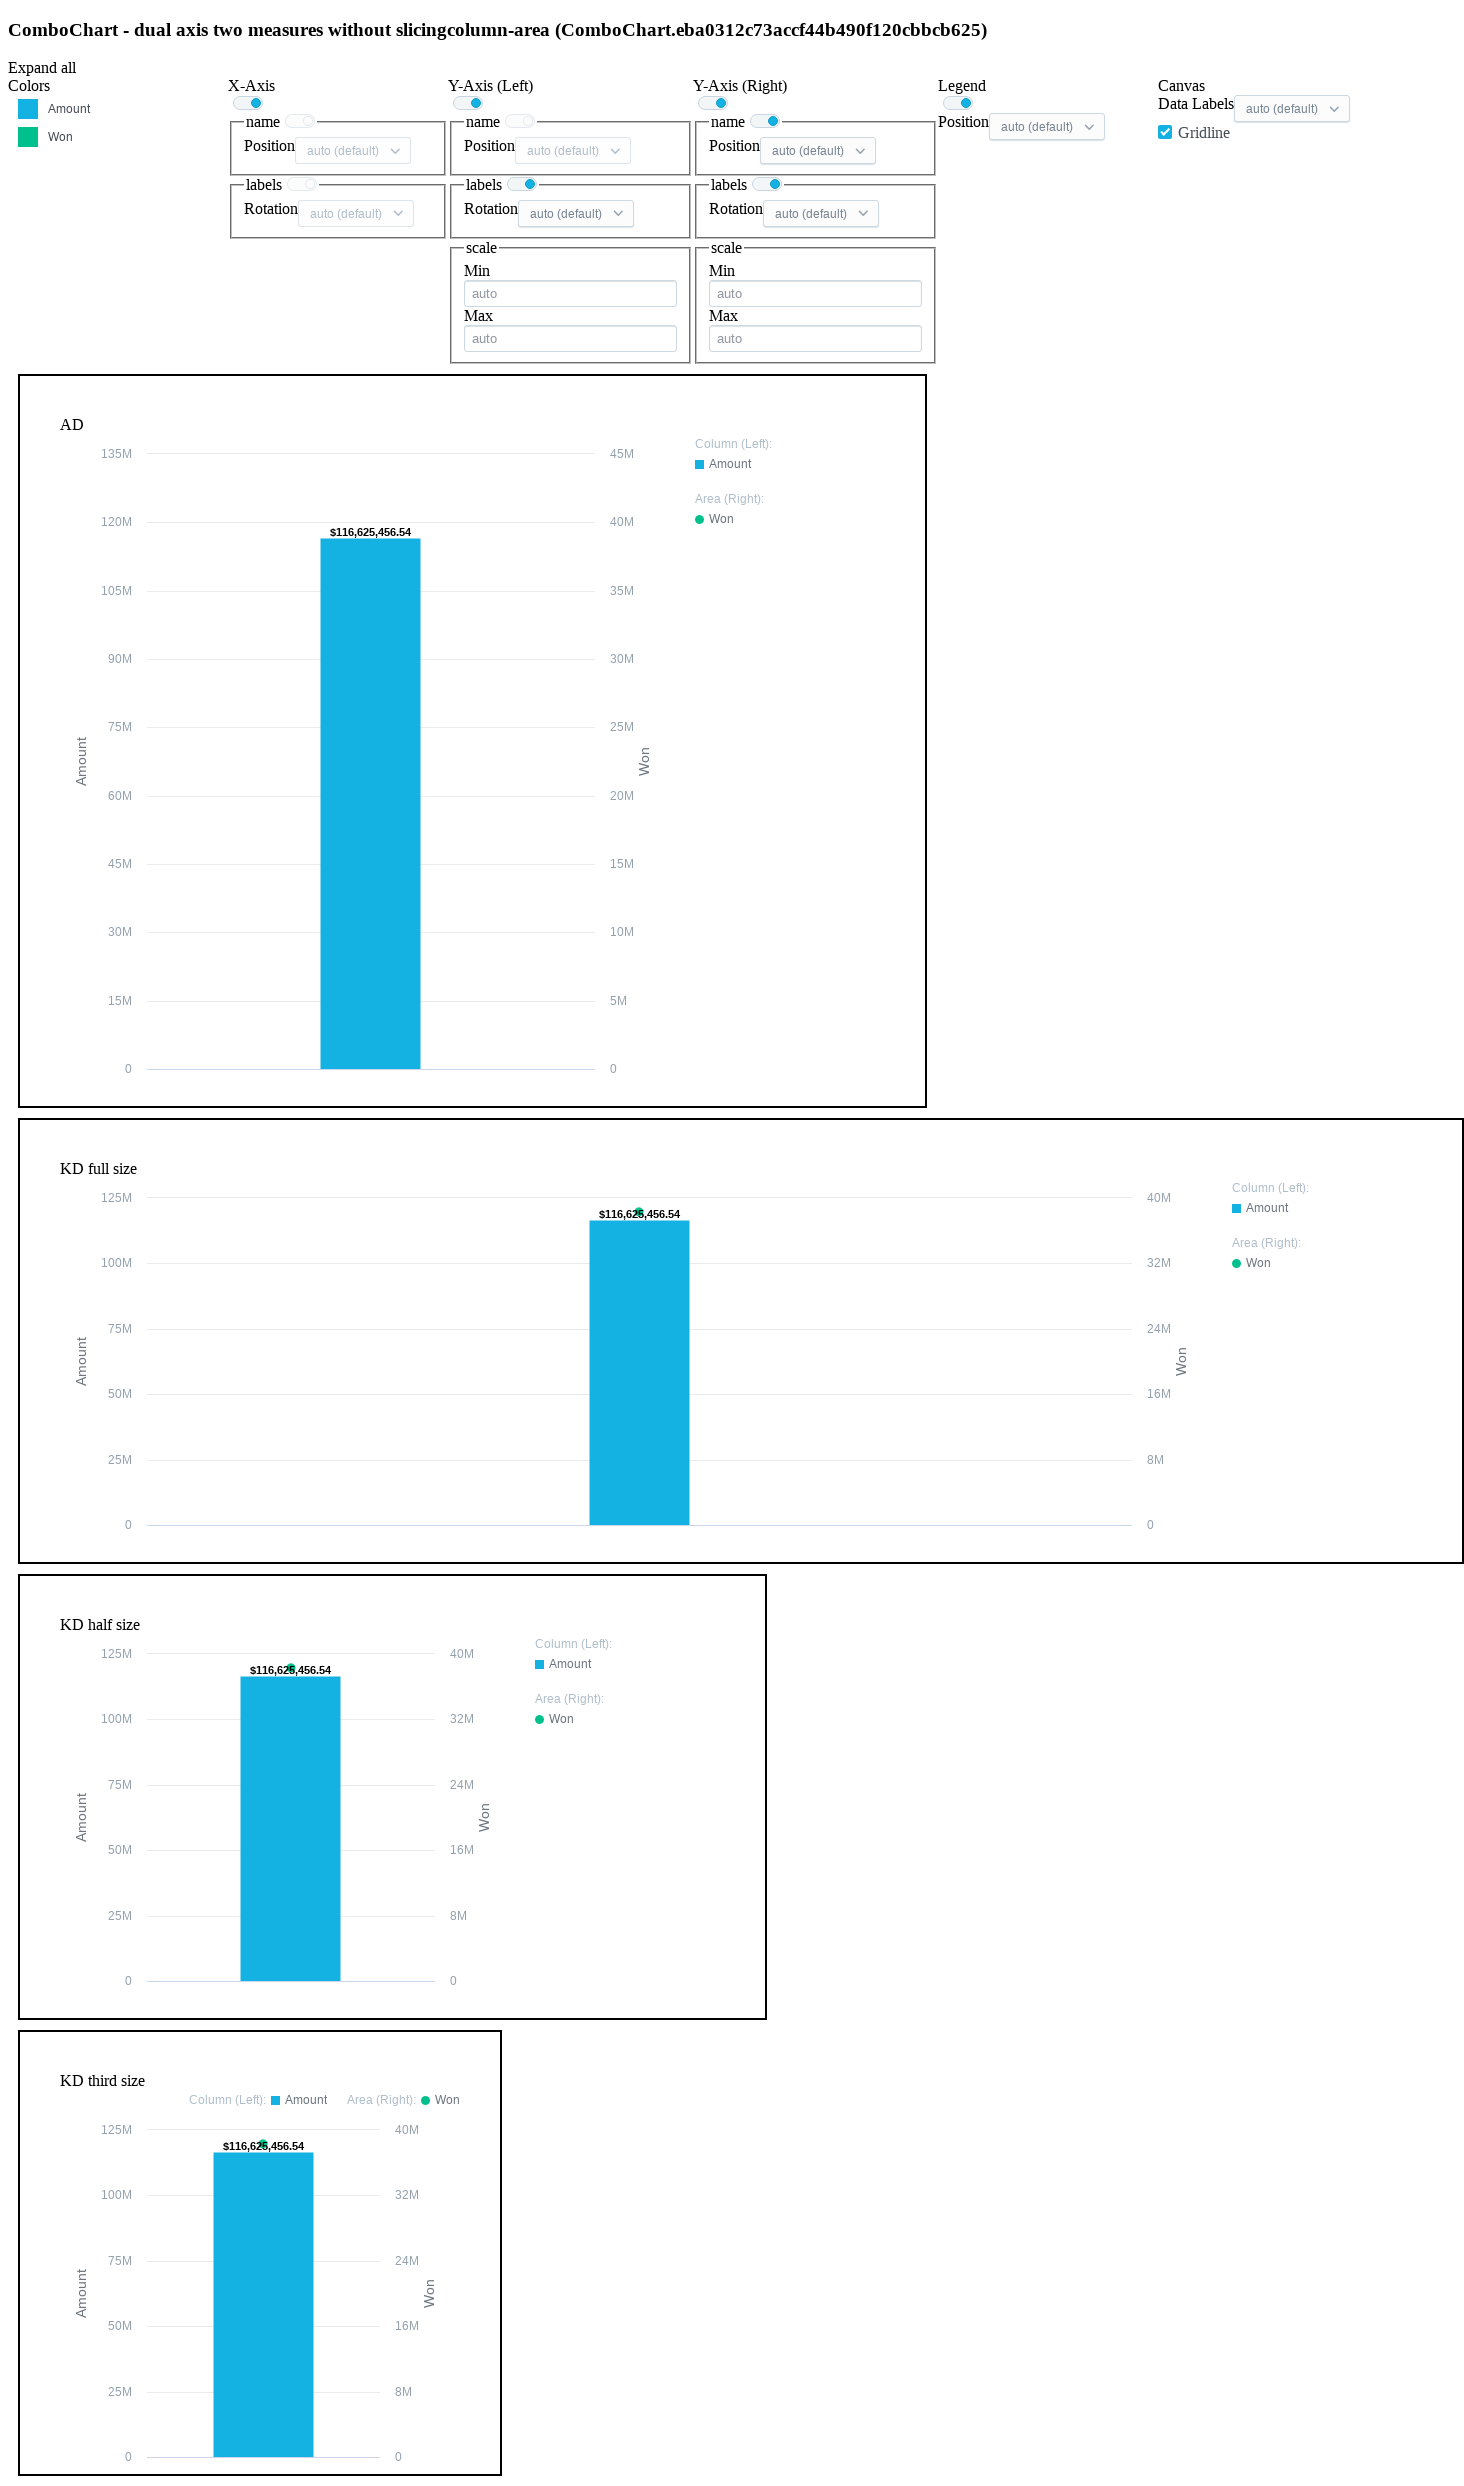 ComboChart - dual axis two measures without slicingcolumn-area (ComboChart.eba0312c73accf44b490f120cbbcb625)
Expand all
Colors
Amount
Won
X-Axis
name
Position auto (default)
labels
Rotation auto (default)
Y-Axis (Left)
name
Position auto (default)
labels
Rotation auto (default)
scale
Min
auto
Max
auto
Y-Axis (Right)
name
Position auto (default)
labels
Rotation auto (default)
scale
Min
auto
Max
auto
Legend
Position auto (default)
Canvas
Data Labels auto (default)
Gridline
AD
135M
120M
105M
90M
75M
60M
45M
30M
15M
0
Amount
$116,625,456.54
45M
40M
35M
30M
25M
20M
15M
10M
5M
0
Won
Column (Left):
Amount
Area (Right):
Won
KD full size
125M
100M
75M
50M
25M
0
Amount
$116,625,456.54
40M
32M
24M
16M
8M
0
Won
Column (Left):
Amount
Area (Right):
Won
KD half size
125M
100M
75M
50M
25M
0
Amount
$116,625,456.54
40M
32M
24M
16M
8M
0
Won
Column (Left):
Amount
Area (Right):
Won
KD third size
Column (Left): Amount Area (Right): Won
125M
100M
75M
50M
25M
0
Amount
$116,625,456.54
40M
32M
24M
16M
8M
0
Won